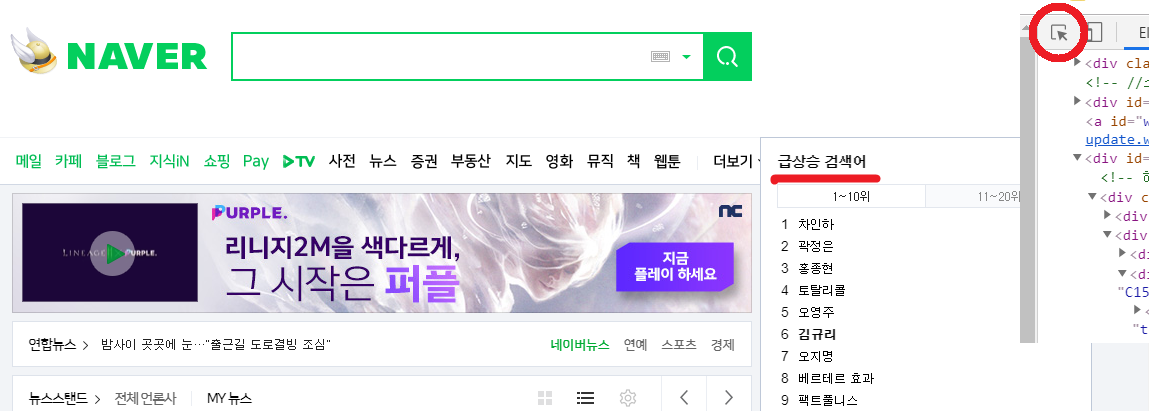 NAVER
El
<div cla
<!-- //스
<div id=
<a id="w
update.w
<div id=
<!-- 하
<div c
<div
<div
<di
<di
"C15
<
"t
메일 카페 블로그 지식iN 쇼핑 Pay TV 사전 뉴스 증권 부동산 지도 영화 뮤직 책 웹툰 더보기
급상승 검색어
1~10위 11~20위
1 차인하
2 곽정은
3 홍종현
4 토탈리콜
5 오영주
6 김규리
7 오지명
8 베르테르 효과
9 팩트풀니스
LINEAGE PURPLE.
PURPLE.
nc
리니지2M을 색다르게,
그 시작은 퍼플
지금
플레이 하세요
연합뉴스 > 밤사이 곳곳에 눈…"출근길 도로결빙 조심"
네이버뉴스 연예 스포츠 경제
뉴스스탠드 > 전체 언론사 MY 뉴스